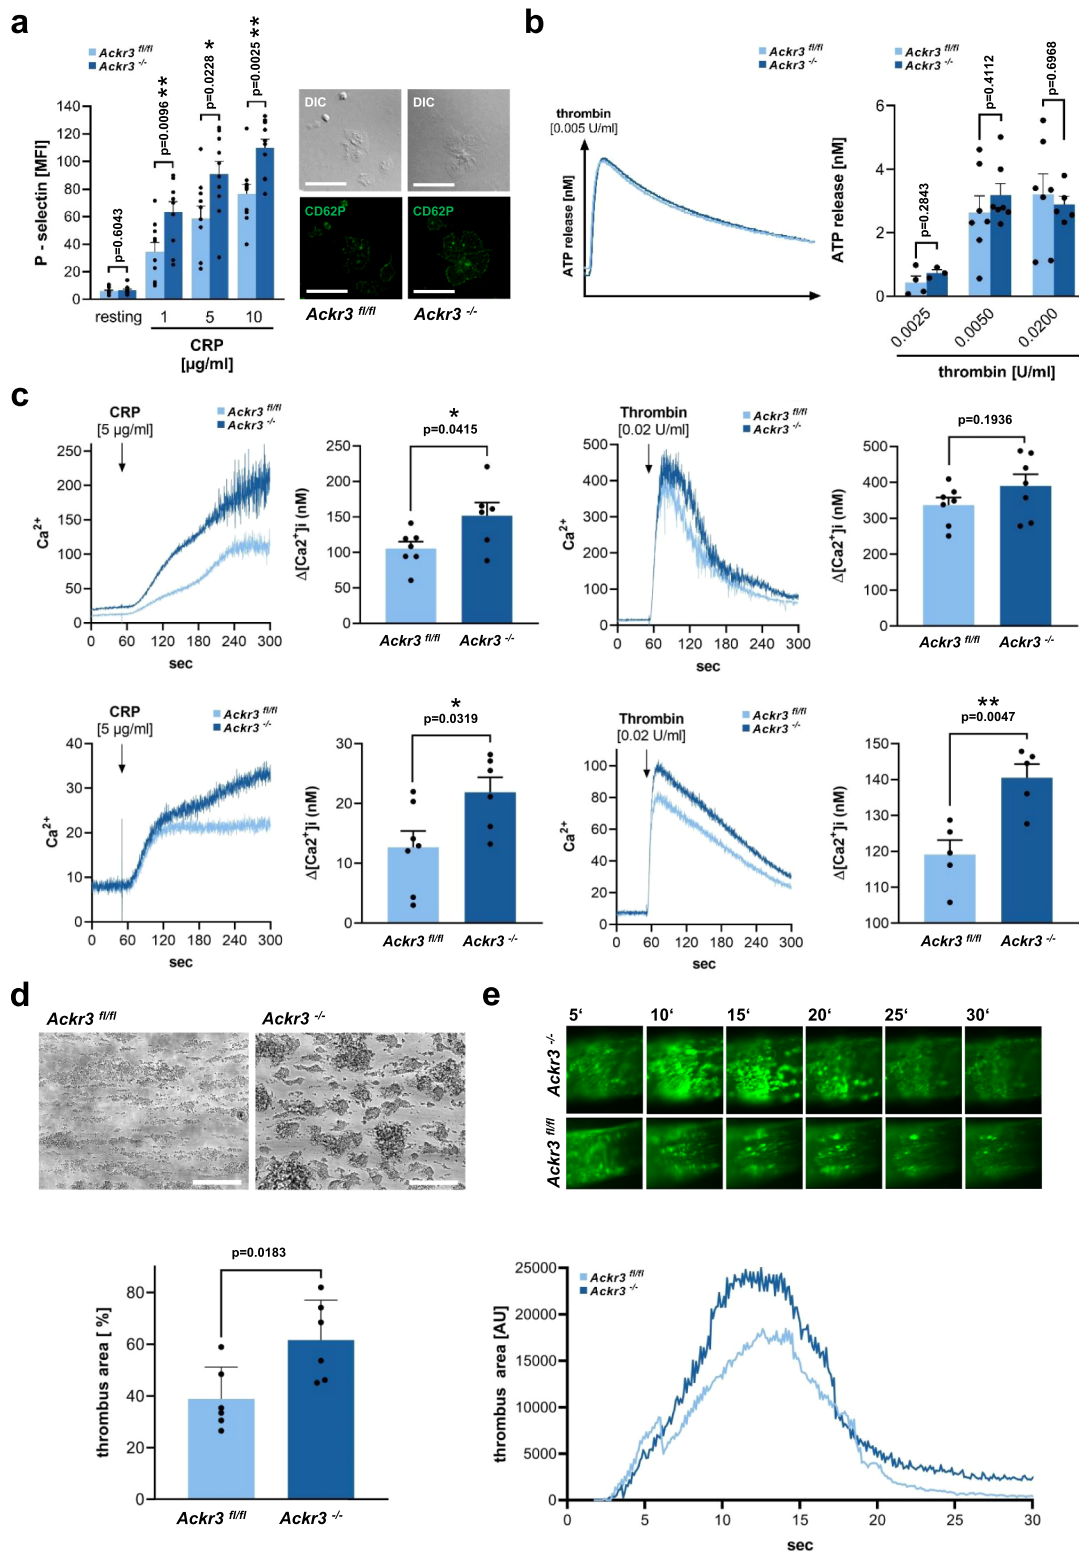 a
Ackr3 fl/fl
Ackr3 -/-
P - selectin [MFI]
140
120
100
80
60
40
20
0
p=0.6043
p=0.0096 **
p=0.0228 *
p=0.0025 **
resting
1
5
10
CRP
[µg/ml]
DIC
DIC
CD62P
CD62P
Ackr3 fl/fl
Ackr3 -/-
b
Ackr3 fl/fl
Ackr3 -/-
thrombin
[0.005 U/ml]
ATP release [nM]
Ackr3 fl/fl
Ackr3 -/-
ATP release [nM]
6
4
2
0
p=0.2843
p=0.4112
p=0.6968
0.0025
0.0050
0.0200
thrombin [U/ml]
c
CRP
[5 µg/ml]
Ackr3 fl/fl
Ackr3 -/-
Ca2+
250
200
150
100
50
0
0 60 120 180 240 300
sec
*
p=0.0415
Δ[Ca2+]i (nM)
250
200
150
100
50
0
Ackr3 fl/fl
Ackr3 -/-
Thrombin
[0.02 U/ml]
Ackr3 fl/fl
Ackr3 -/-
Ca2+
500
400
300
200
100
0
0 60 120 180 240 300
sec
p=0.1936
Δ[Ca2+]i (nM)
500
400
300
200
100
0
Ackr3 fl/fl
Ackr3 -/-
CRP
[5 µg/ml]
Ackr3 fl/fl
Ackr3 -/-
Ca2+
40
30
20
10
0
0 60 120 180 240 300
sec
*
p=0.0319
Δ[Ca2+]i (nM)
30
20
10
0
Ackr3 fl/fl
Ackr3 -/-
Thrombin
[0.02 U/ml]
Ackr3 fl/fl
Ackr3 -/-
Ca2+
100
80
60
40
20
0
0 60 120 180 240 300
sec
**
p=0.0047
Δ[Ca2+]i (nM)
150
140
130
120
110
100
Ackr3 fl/fl
Ackr3 -/-
d
Ackr3 fl/fl
Ackr3 -/-
p=0.0183
thrombus area [ %]
80
60
40
20
0
Ackr3 fl/fl
Ackr3 -/-
e
5‘ 10‘ 15‘ 20‘ 25‘ 30‘
Ackr3 -/-
Ackr3 fl/fl
Ackr3 fl/fl
Ackr3 -/-
thrombus area [AU]
25000
20000
15000
10000
5000
0
0 5 10 15 20 25 30
sec